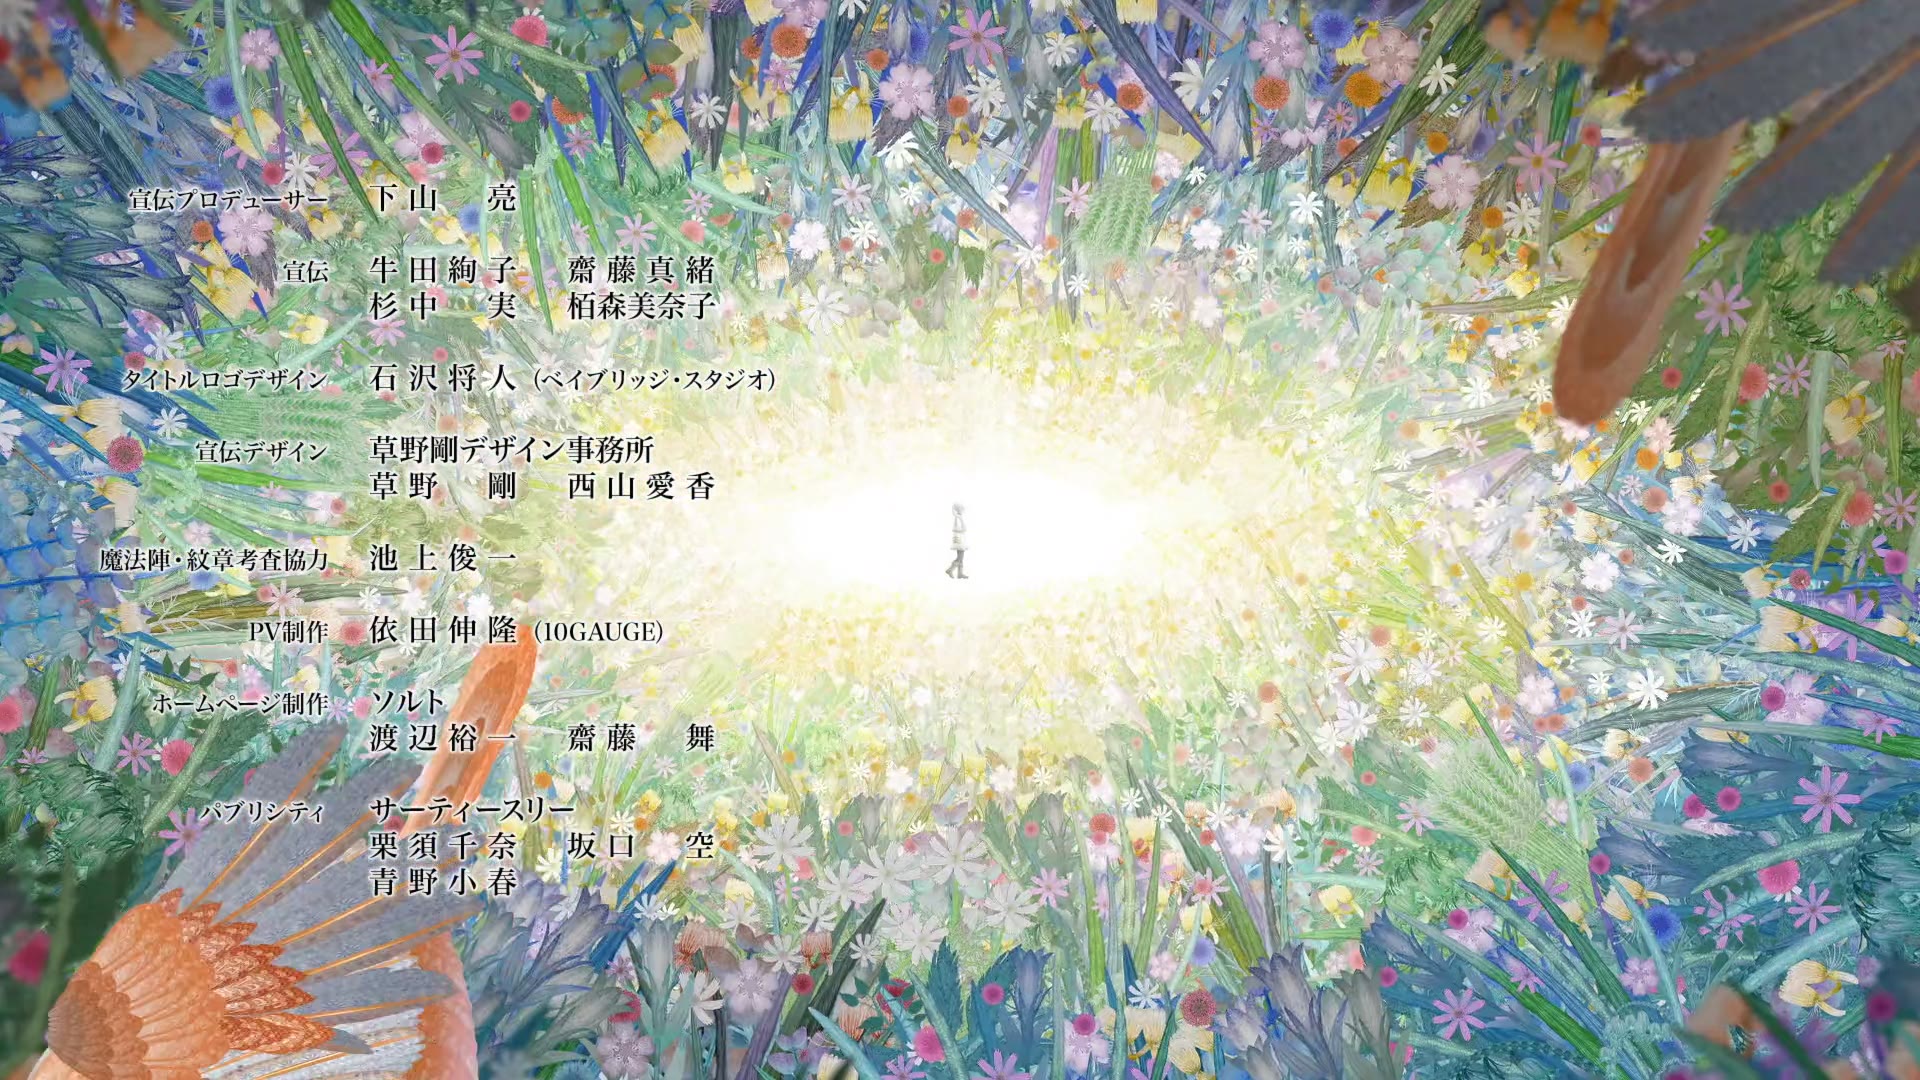 宣伝プロデューサー 下山 亮
宣伝 牛田絢子 齋藤真緒
杉中 実 栢森美奈子
タイトルロゴデザイン 石沢将人(ベイブリッジ・スタジオ)
宣伝デザイン 草野剛デザイン事務所
草野 剛 西山愛香
魔法陣・紋章考査協力 池上俊一
PV制作 依田伸隆(10GAUGE)
ホームページ制作 ソルト
渡辺裕一 齋藤 舞
パブリシティ サーティースリー
栗須千奈 坂口 空
青野小春